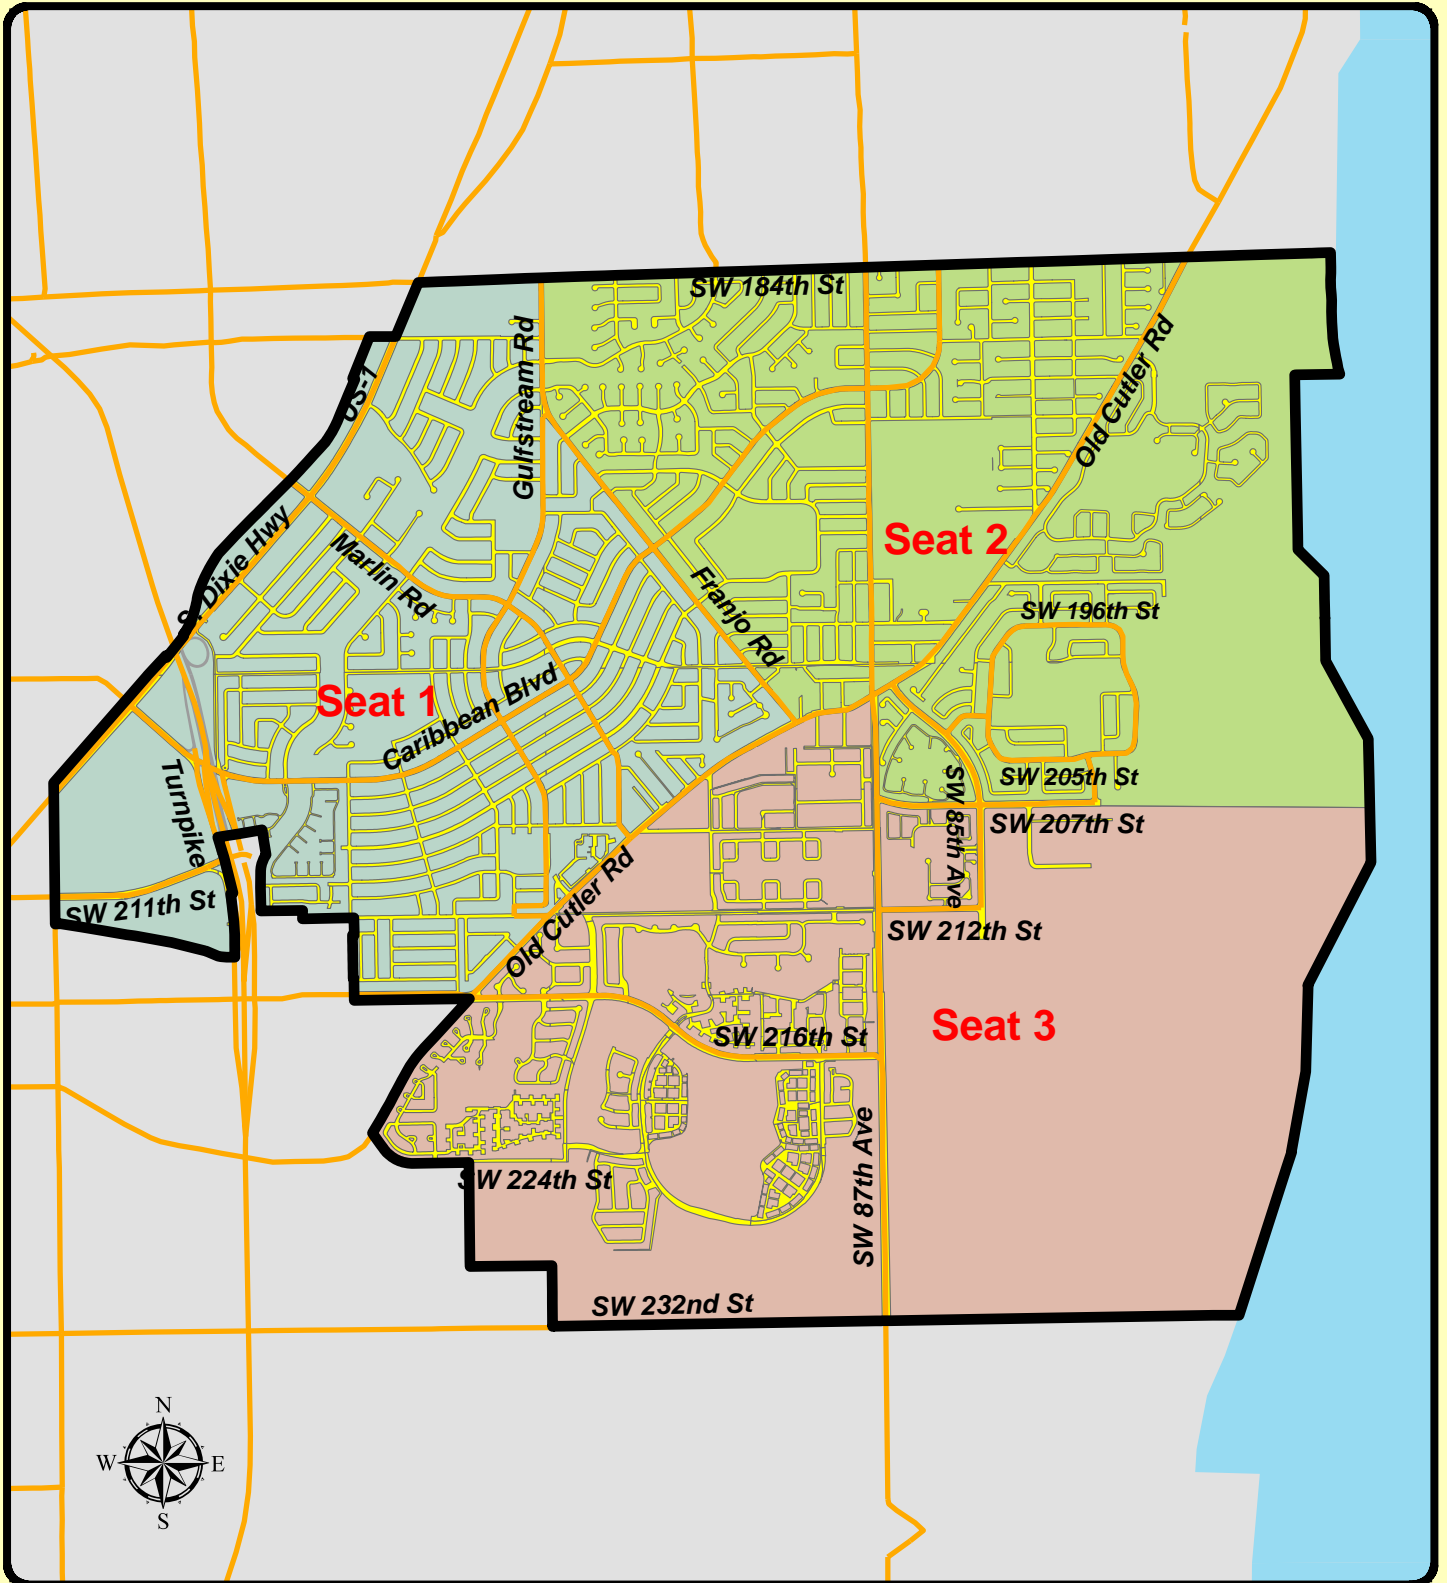 SW 184th St
Gulfstream Rd
US-1
Old Cutler Rd
S. Dixie Hwy
Seat 2
Marlin Rd
Franjo Rd
SW 196th St
Seat 1
Caribbean Blvd
Turnpike
SW 205th St
SW 85th Ave
SW 207th St
Old Cutler Rd
SW 211th St
SW 212th St
Seat 3
SW 216th St
SW 87th Ave
SW 224th St
SW 232nd St
N
W
E
S